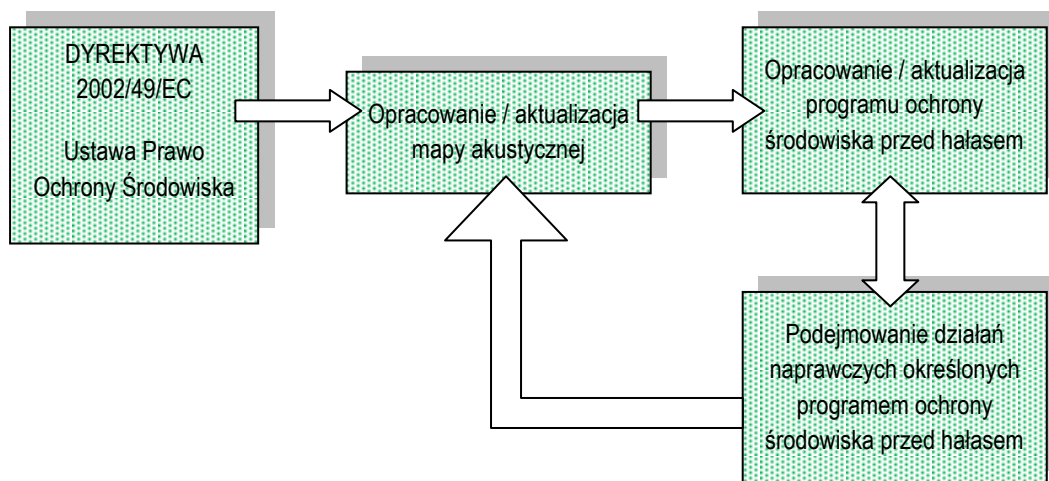 DYREKTYWA
2002/49/EC
Ustawa Prawo
Ochrony Środowiska
Opracowanie / aktualizacja
mapy akustycznej
Opracowanie / aktualizacja
programu ochrony
środowiska przed hałasem
Podejmowanie działań
naprawczych określonych
programem ochrony
środowiska przed hałasem